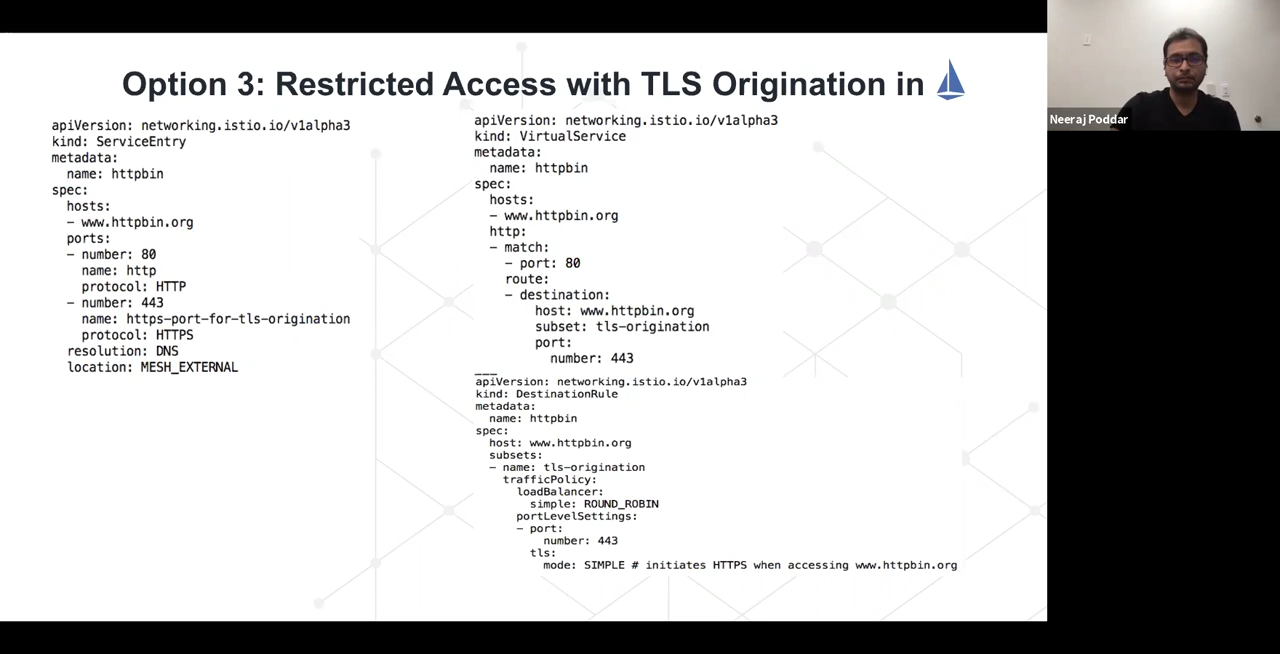 Option 3: Restricted Access with TLS Origination in
apiVersion: networking.istio.io/v1alpha3
kind: ServiceEntry
metadata:
  name: httpbin
spec:
  hosts:
  - www.httpbin.org
  ports:
  - number: 80
    name: http
    protocol: HTTP
  - number: 443
    name: https-port-for-tls-origination
    protocol: HTTPS
  resolution: DNS
  location: MESH_EXTERNAL
apiVersion: networking.istio.io/v1alpha3
kind: VirtualService
metadata:
  name: httpbin
spec:
  hosts:
  - www.httpbin.org
  http:
  - match:
    - port: 80
    route:
    - destination:
        host: www.httpbin.org
        subset: tls-origination
        port:
          number: 443
---
apiVersion: networking.istio.io/v1alpha3
kind: DestinationRule
metadata:
  name: httpbin
spec:
  host: www.httpbin.org
  subsets:
  - name: tls-origination
    trafficPolicy:
      loadBalancer:
        simple: ROUND_ROBIN
      portLevelSettings:
      - port:
          number: 443
        tls:
          mode: SIMPLE # initiates HTTPS when accessing www.httpbin.org
Neeraj Poddar